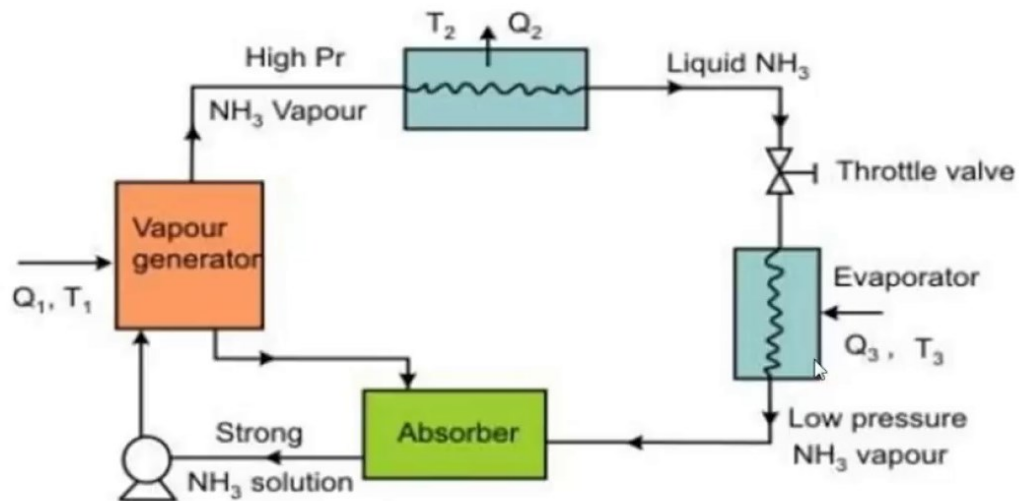 T₂ Q₂
High Pr
NH₃ Vapour
Liquid NH₃
Throttle valve
Vapour
generator
Q₁, T₁
Evaporator
Q₃ , T₃
Absorber
Low pressure
NH₃ vapour
Strong
NH₃ solution